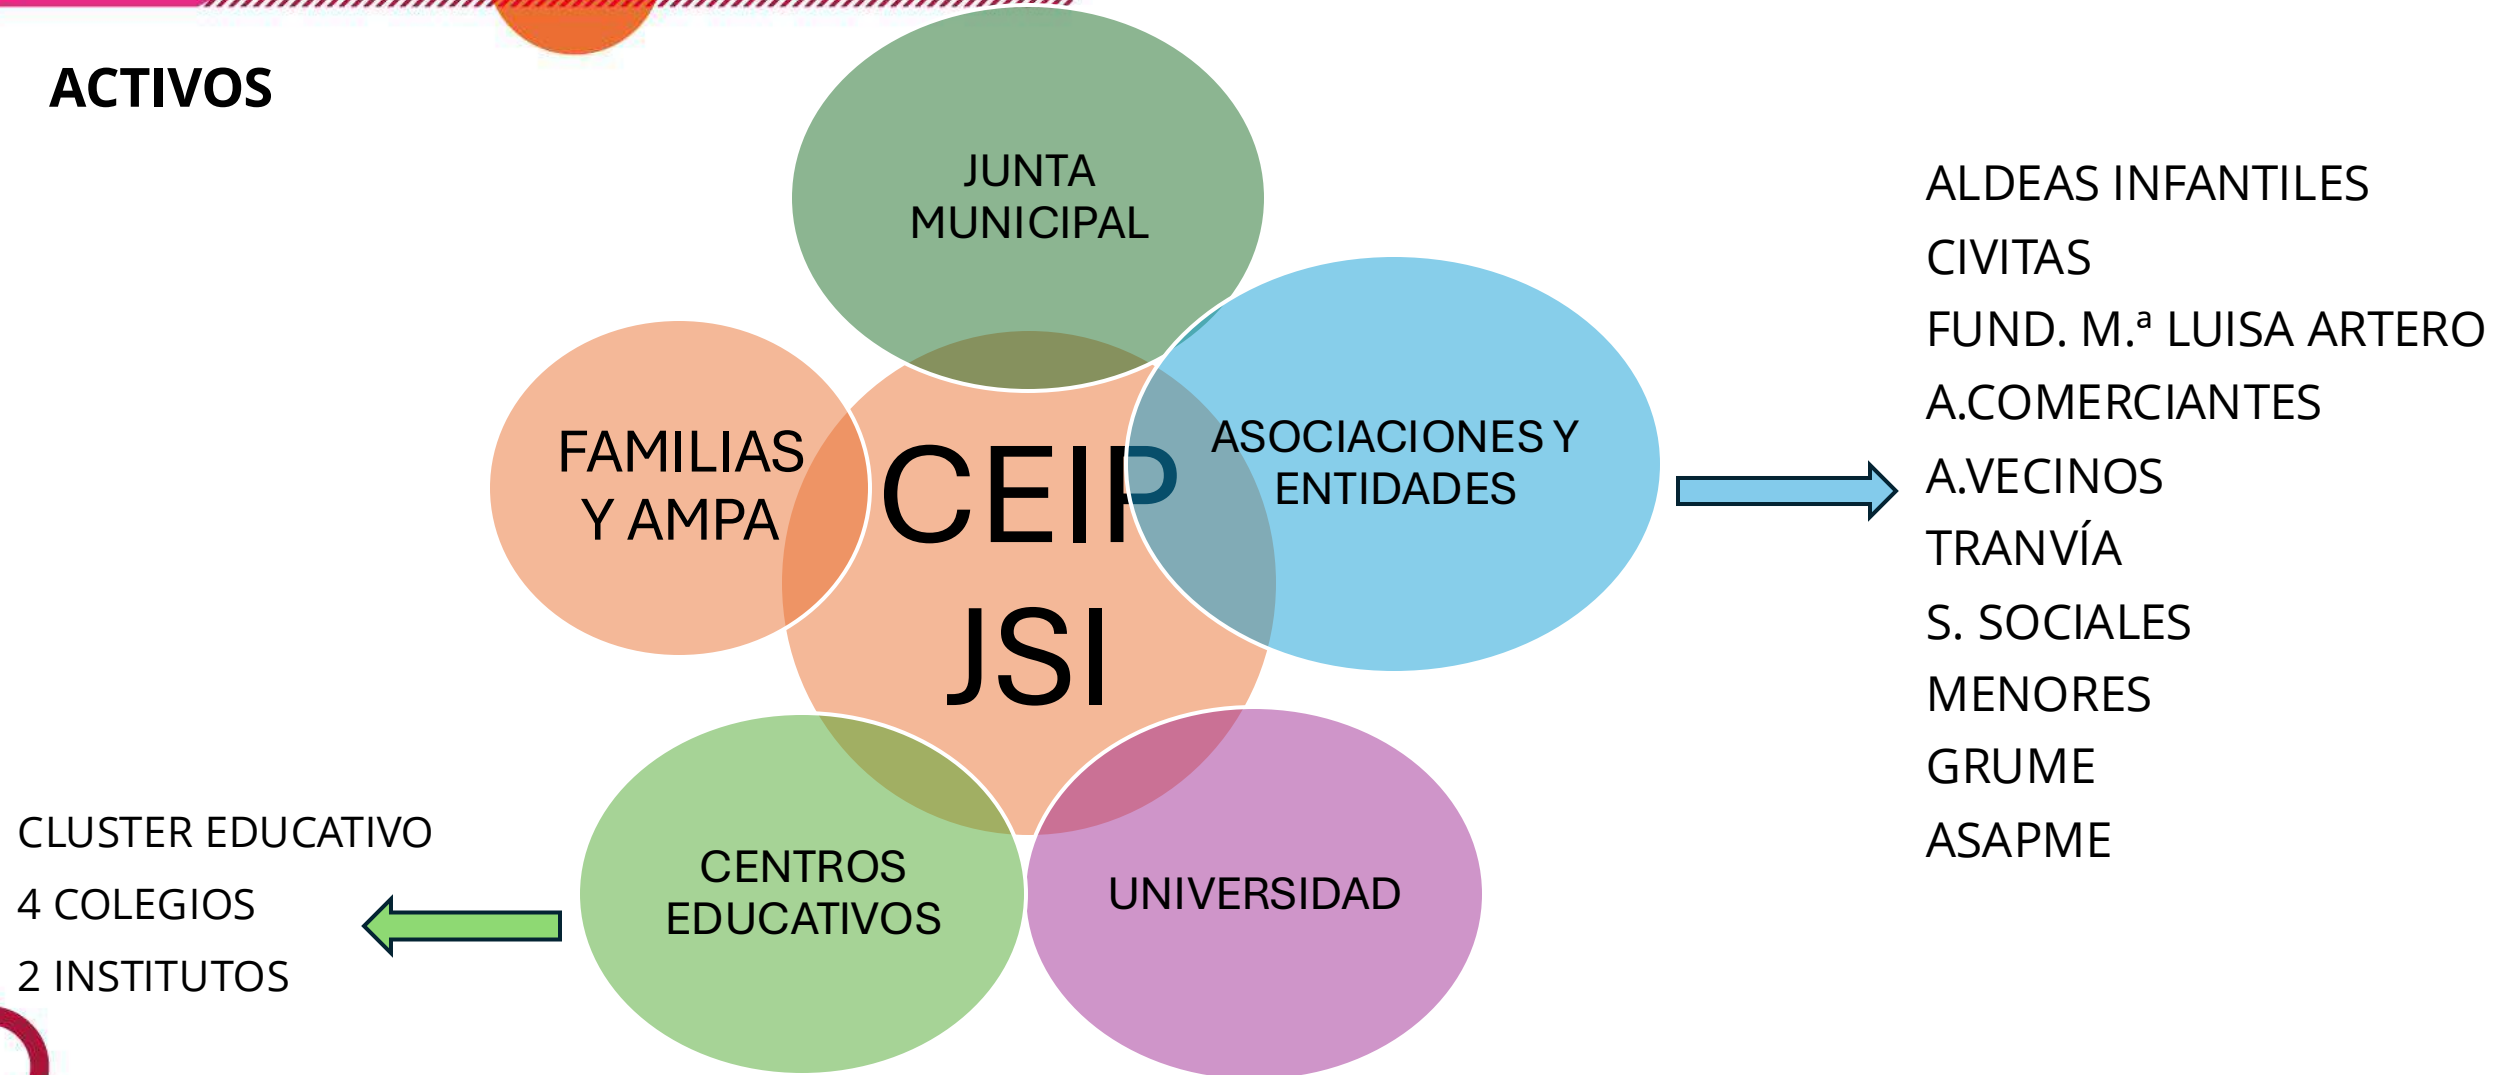 ACTIVOS
JUNTA
MUNICIPAL
FAMILIAS
Y AMPA
CEIP
JSI
ASOCIACIONES Y
ENTIDADES
CENTROS
EDUCATIVOS
UNIVERSIDAD
CLUSTER EDUCATIVO
4 COLEGIOS
2 INSTITUTOS
ALDEAS INFANTILES
CIVITAS
FUND. M.ª LUISA ARTERO
A.COMERCIANTES
A.VECINOS
TRANVÍA
S. SOCIALES
MENORES
GRUME
ASAPME